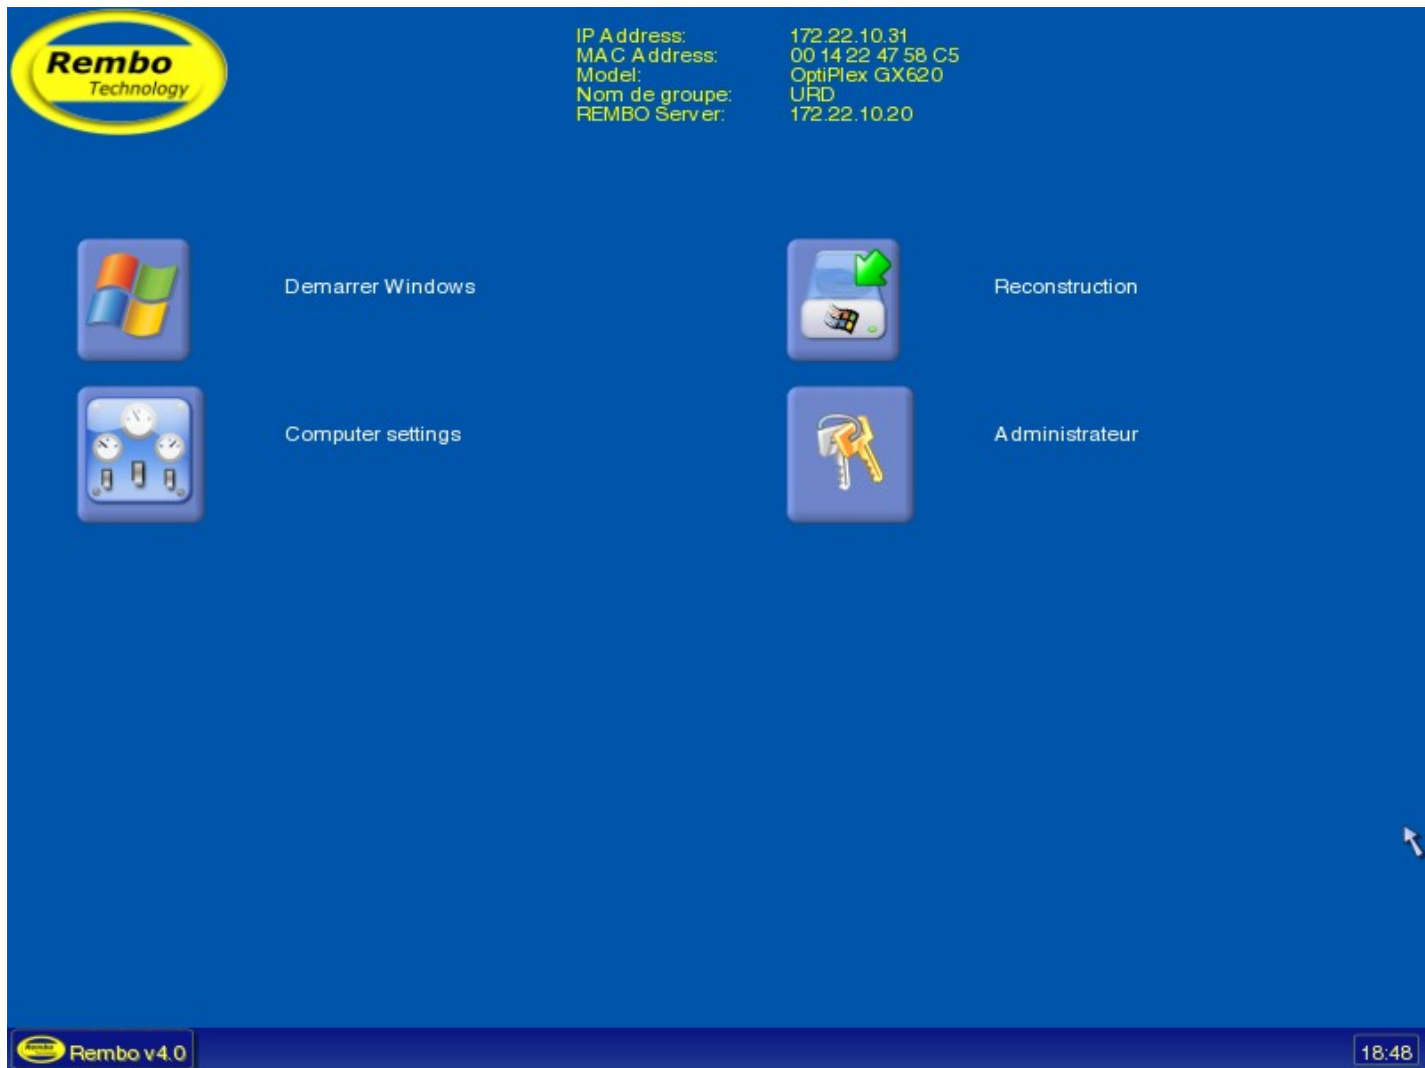 Rembo
Technology
IP Address: 172.22.10.31
MAC Address: 00 14 22 47 58 C5
Model: OptiPlex GX620
Nom de groupe: URD
REMBO Server: 172.22.10.20
Demarrer Windows
Reconstruction
Computer settings
Administrateur
Rembo v4.0
18:48